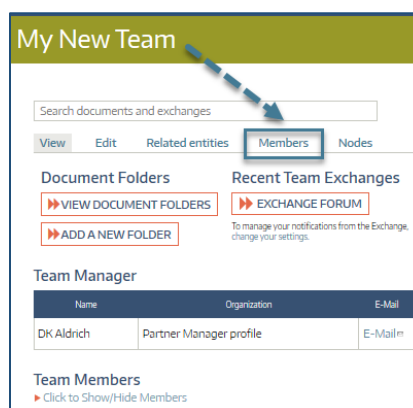 My New Team
Search documents and exchanges
View Edit Related entities Members Nodes
Document Folders
VIEW DOCUMENT FOLDERS
ADD A NEW FOLDER
Recent Team Exchanges
EXCHANGE FORUM
To manage your notifications from the Exchange,
change your settings.
Team Manager
Name Organization E-Mail
DK Aldrich Partner Manager profile E-Mail
Team Members
Click to Show/Hide Members